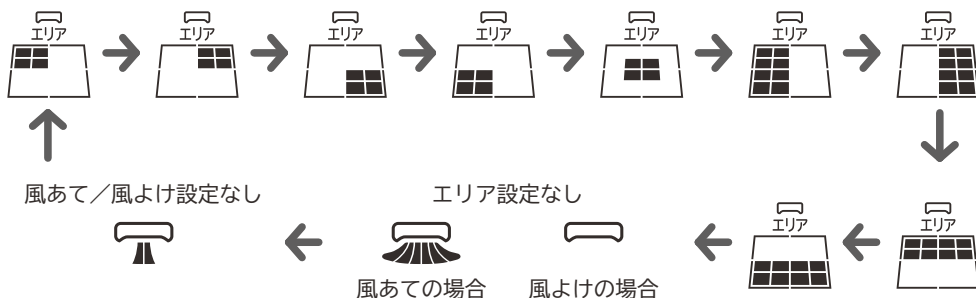 エリア エリア エリア エリア エリア エリア エリア
風あて／風よけ設定なし エリア設定なし
エリア エリア
風あての場合 風よけの場合